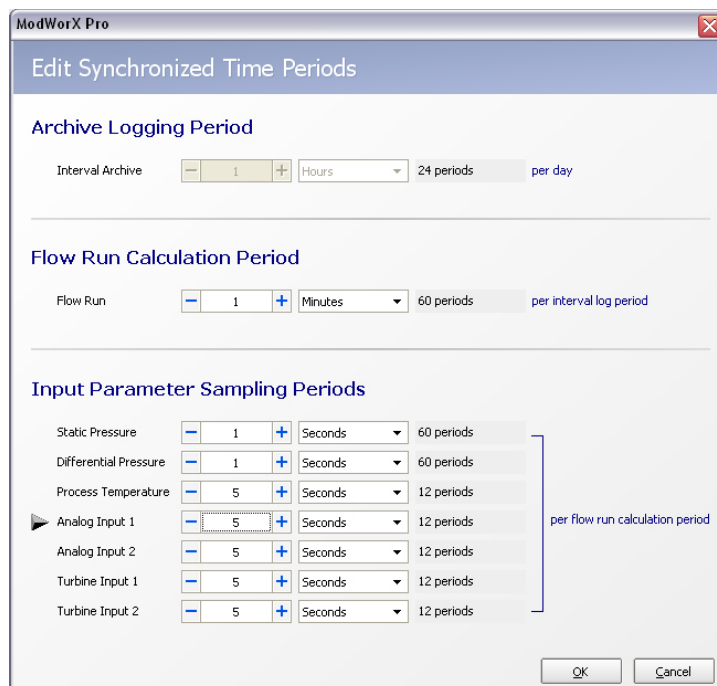 ModWorX Pro
Edit Synchronized Time Periods
Archive Logging Period
Interval Archive 1 Hours 24 periods per day
Flow Run Calculation Period
Flow Run 1 Minutes 60 periods per interval log period
Input Parameter Sampling Periods
Static Pressure 1 Seconds 60 periods
Differential Pressure 1 Seconds 60 periods
Process Temperature 5 Seconds 12 periods
Analog Input 1 5 Seconds 12 periods per flow run calculation period
Analog Input 2 5 Seconds 12 periods
Turbine Input 1 5 Seconds 12 periods
Turbine Input 2 5 Seconds 12 periods
OK Cancel